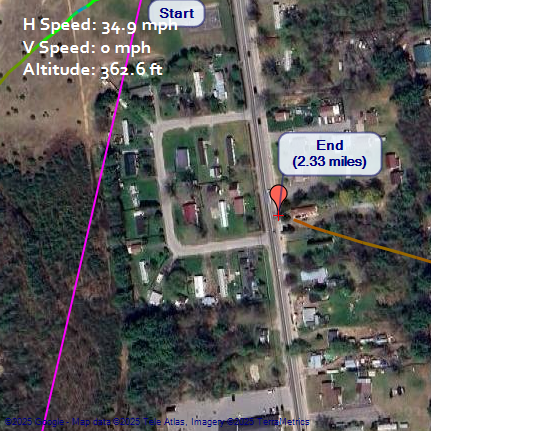 Start
H Speed: 34.9 mph
V Speed: 0 mph
Altitude: 362.6 ft
End
(2.33 miles)
©2025 Google - Map data ©2025 Tele Atlas, Imagery ©2025 TerraMetrics